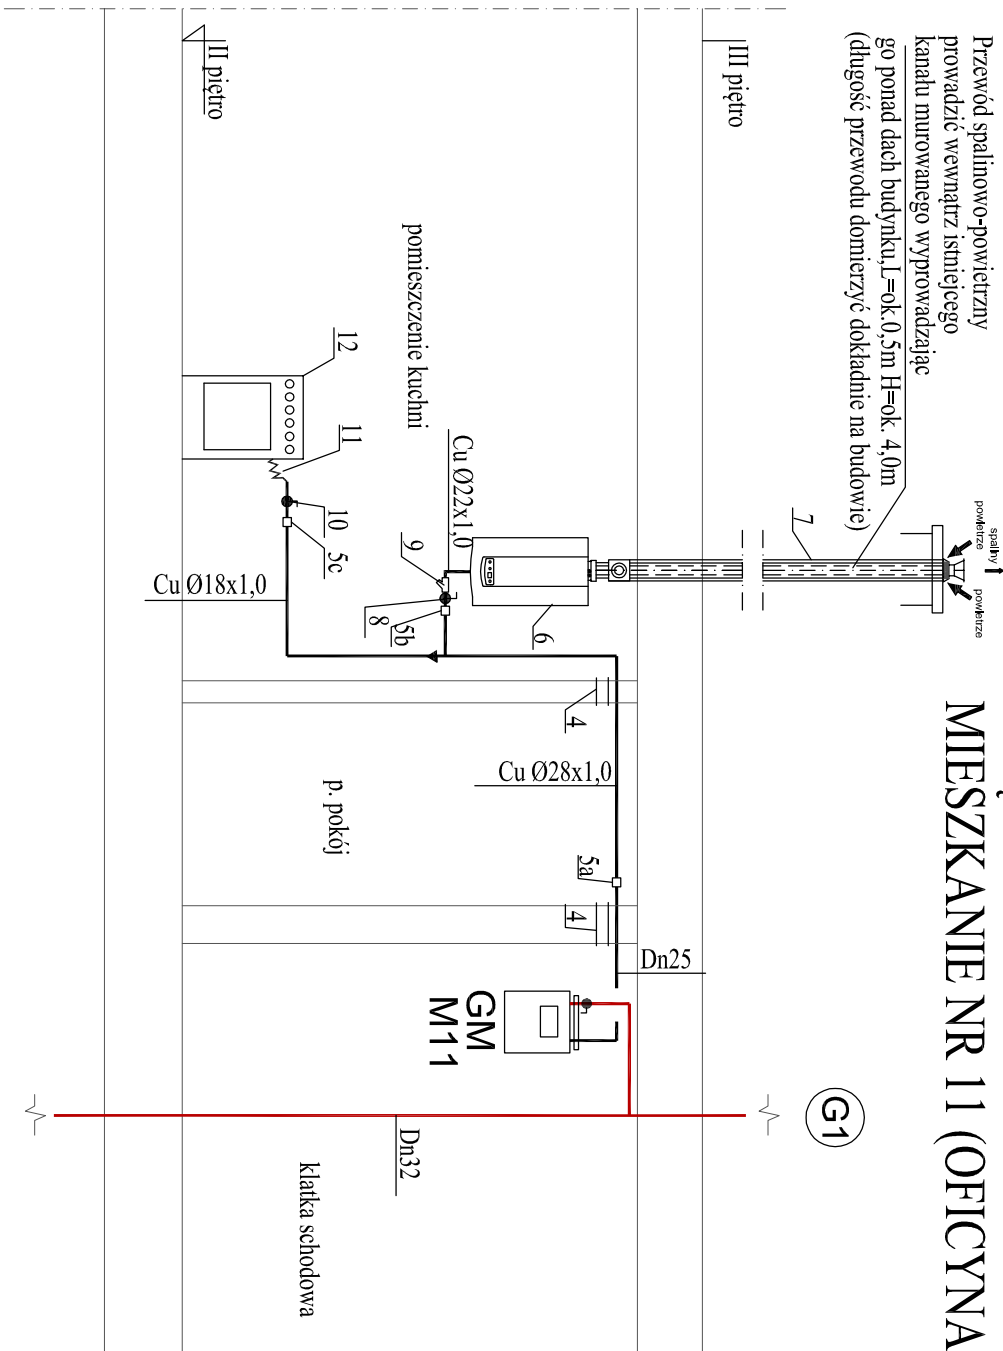 MIESZKANIE NR 11 (OFICYNA
Przewód spalinowo-powietrzny
prowadzić wewnątrz istniejcego
kanału murowanego wyprowadzając
go ponad dach budynku,L=ok.0,5m H=ok. 4,0m
(długość przewodu domierzyć dokładnie na budowie)
spaliny
powietrze
powietrze
7
G1
III piętro
6
Dn25
4
5a
4
Cu Ø28x1,0
Cu Ø22x1,0
9
5b
8
GM
M11
pomieszczenie kuchni
Dn32
12
11
10
5c
p. pokój
klatka schodowa
Cu Ø18x1,0
II piętro